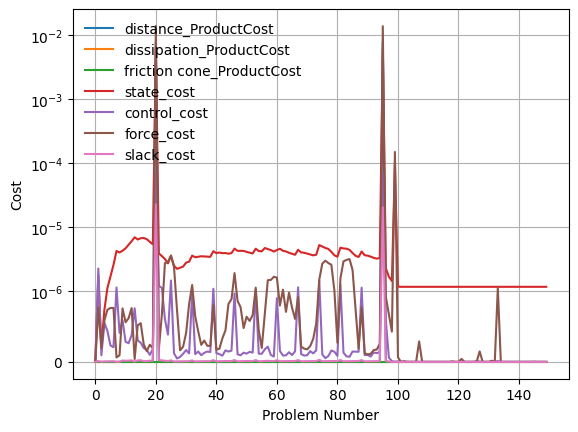 distance_ProductCost
dissipation_ProductCost
friction cone_ProductCost
state_cost
control_cost
force_cost
slack_cost
10⁻²
10⁻³
10⁻⁴
10⁻⁵
10⁻⁶
0
Cost
0 20 40 60 80 100 120 140
Problem Number